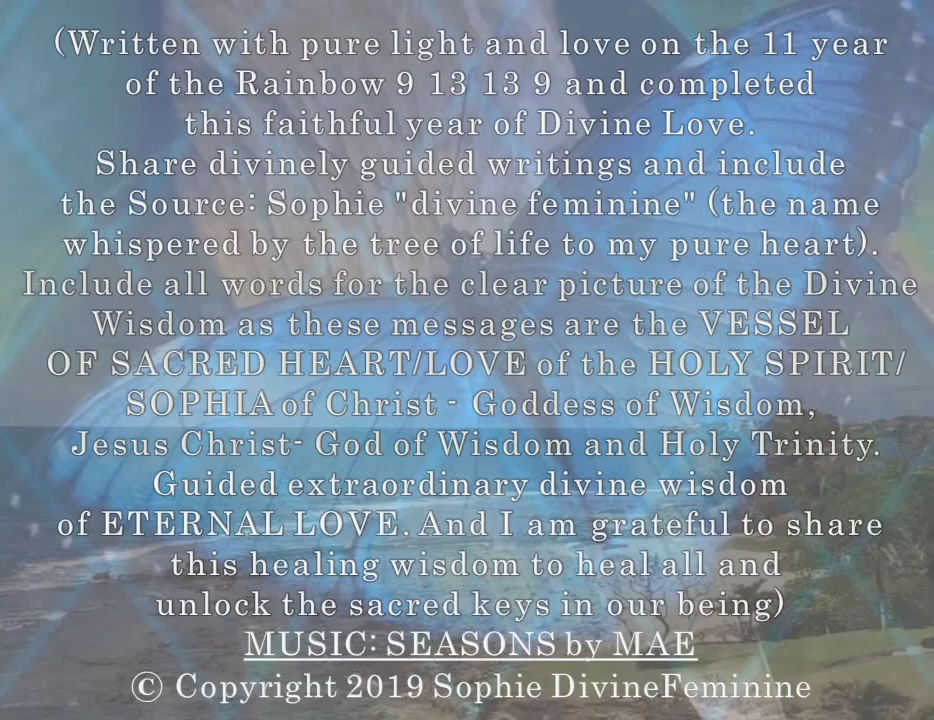 (Written with pure light and love on the 11 year
of the Rainbow 9 13 13 9 and completed
this faithful year of Divine Love.
Share divinely guided writings and include
the Source: Sophie "divine feminine" (the name
whispered by the tree of life to my pure heart).
Include all words for the clear picture of the Divine
Wisdom as these messages are the VESSEL
OF SACRED HEART/LOVE of the HOLY SPIRIT/
SOPHIA of Christ - Goddess of Wisdom,
Jesus Christ- God of Wisdom and Holy Trinity.
Guided extraordinary divine wisdom
of ETERNAL LOVE. And I am grateful to share
this healing wisdom to heal all and
unlock the sacred keys in our being)
MUSIC: SEASONS by MAE
© Copyright 2019 Sophie DivineFeminine